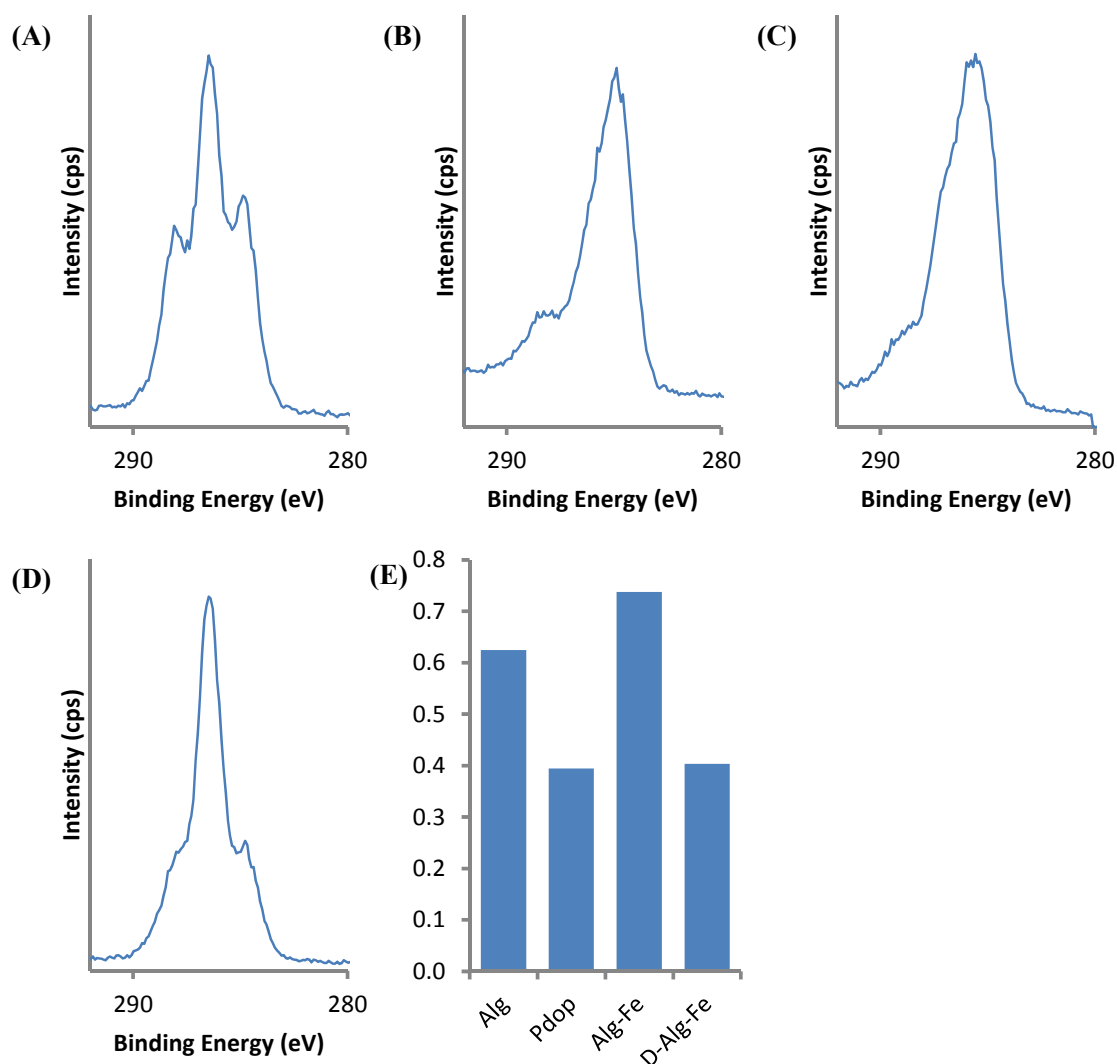 (A)
Intensity (cps)
290
280
Binding Energy (eV)
(B)
Intensity (cps)
290
280
Binding Energy (eV)
(C)
Intensity (cps)
290
280
Binding Energy (eV)
(D)
Intensity (cps)
290
280
Binding Energy (eV)
(E)
0.8
0.7
0.6
0.5
0.4
0.3
0.2
0.1
0.0
Alg
Pdop
Alg-Fe
D-Alg-Fe